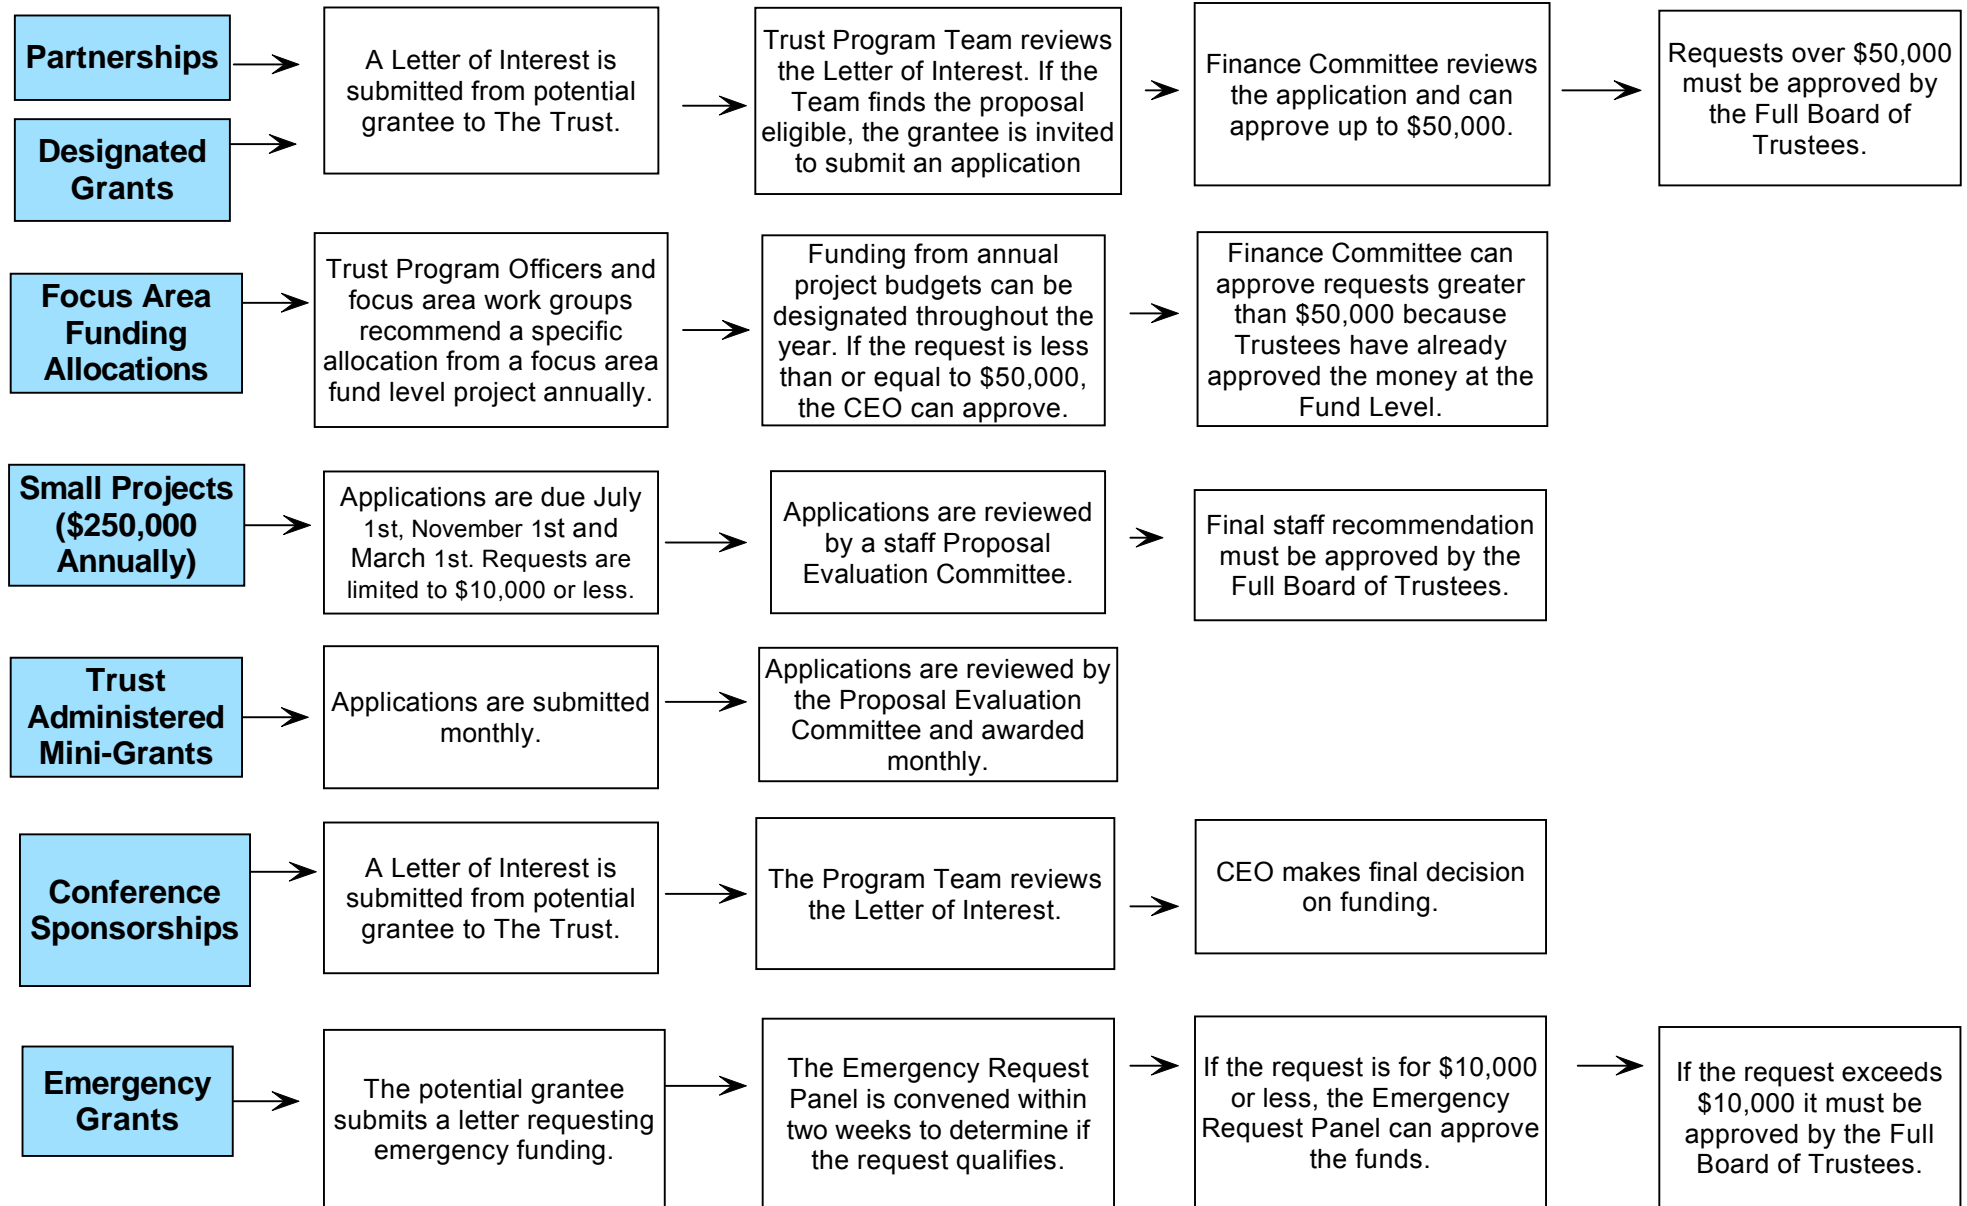 Partnerships
Designated
Grants
A Letter of Interest is
submitted from potential
grantee to The Trust.
Trust Program Team reviews
the Letter of Interest. If the
Team finds the proposal
eligible, the grantee is invited
to submit an application
Finance Committee reviews
the application and can
approve up to $50,000.
Requests over $50,000
must be approved by
the Full Board of
Trustees.
Focus Area
Funding
Allocations
Trust Program Officers and
focus area work groups
recommend a specific
allocation from a focus area
fund level project annually.
Funding from annual
project budgets can be
designated throughout the
year. If the request is less
than or equal to $50,000,
the CEO can approve.
Finance Committee can
approve requests greater
than $50,000 because
Trustees have already
approved the money at the
Fund Level.
Small Projects
($250,000
Annually)
Applications are due July
1st, November 1st and
March 1st. Requests are
limited to $10,000 or less.
Applications are reviewed
by a staff Proposal
Evaluation Committee.
Final staff recommendation
must be approved by the
Full Board of Trustees.
Trust
Administered
Mini-Grants
Applications are submitted
monthly.
Applications are reviewed by
the Proposal Evaluation
Committee and awarded
monthly.
Conference
Sponsorships
A Letter of Interest is
submitted from potential
grantee to The Trust.
The Program Team reviews
the Letter of Interest.
CEO makes final decision
on funding.
Emergency
Grants
The potential grantee
submits a letter requesting
emergency funding.
The Emergency Request
Panel is convened within
two weeks to determine if
the request qualifies.
If the request is for $10,000
or less, the Emergency
Request Panel can approve
the funds.
If the request exceeds
$10,000 it must be
approved by the Full
Board of Trustees.